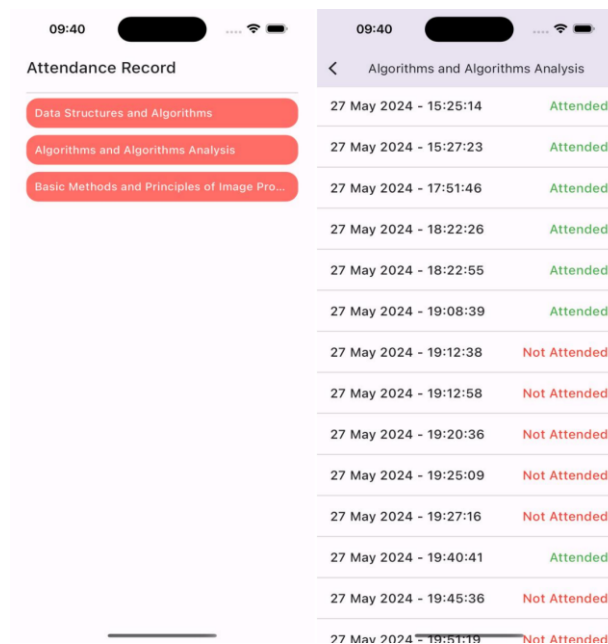 09:40
Attendance Record
Data Structures and Algorithms
Algorithms and Algorithms Analysis
Basic Methods and Principles of Image Pro...
09:40
Algorithms and Algorithms Analysis
27 May 2024 - 15:25:14 Attended
27 May 2024 - 15:27:23 Attended
27 May 2024 - 17:51:46 Attended
27 May 2024 - 18:22:26 Attended
27 May 2024 - 18:22:55 Attended
27 May 2024 - 19:08:39 Attended
27 May 2024 - 19:12:38 Not Attended
27 May 2024 - 19:12:58 Not Attended
27 May 2024 - 19:20:36 Not Attended
27 May 2024 - 19:25:09 Not Attended
27 May 2024 - 19:27:16 Not Attended
27 May 2024 - 19:40:41 Attended
27 May 2024 - 19:45:36 Not Attended
27 May 2024 - 19:51:19 Not Attended